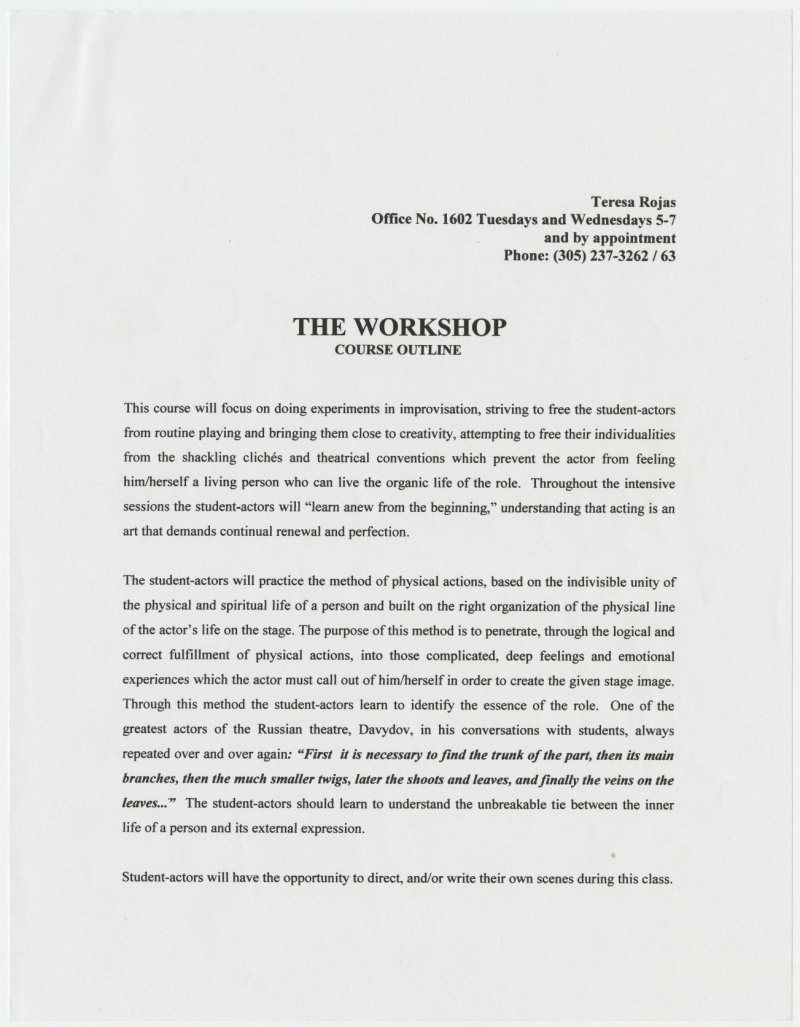 Teresa Rojas
Office No. 1602 Tuesdays and Wednesdays 5-7
and by appointment
Phone: (305) 237-3262 / 63
THE WORKSHOP
COURSE OUTLINE
This course will focus on doing experiments in improvisation, striving to free the student-actors
from routine playing and bringing them close to creativity, attempting to free their individualities
from the shackling clichés and theatrical conventions which prevent the actor from feeling
him/herself a living person who can live the organic life of the role. Throughout the intensive
sessions the student-actors will “learn anew from the beginning,” understanding that acting is an
art that demands continual renewal and perfection.
The student-actors will practice the method of physical actions, based on the indivisible unity of
the physical and spiritual life of a person and built on the right organization of the physical line
of the actor’s life on the stage. The purpose of this method is to penetrate, through the logical and
correct fulfillment of physical actions, into those complicated, deep feelings and emotional
experiences which the actor must call out of him/herself in order to create the given stage image.
Through this method the student-actors learn to identify the essence of the role. One of the
greatest actors of the Russian theatre, Davydov, in his conversations with students, always
repeated over and over again: “First it is necessary to find the trunk of the part, then its main
branches, then the much smaller twigs, later the shoots and leaves, and finally the veins on the
leaves...” The student-actors should learn to understand the unbreakable tie between the inner
life of a person and its external expression.
Student-actors will have the opportunity to direct, and/or write their own scenes during this class.